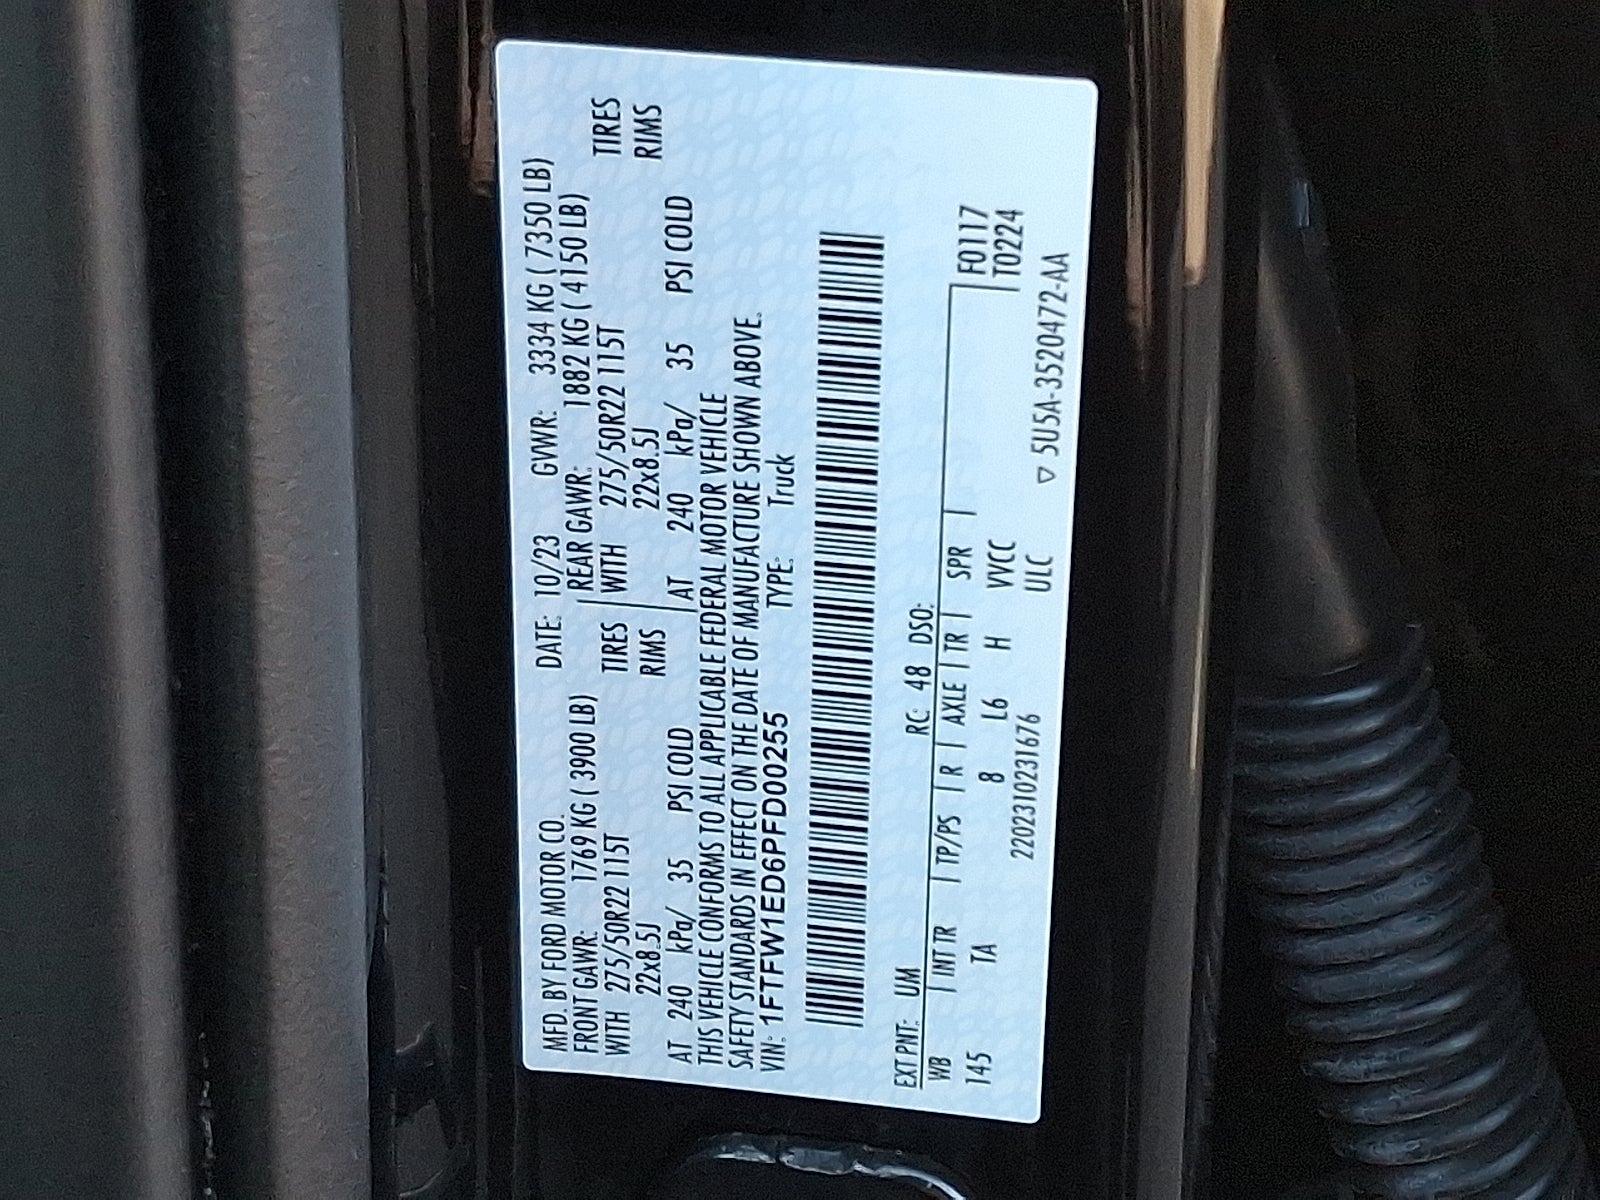 MFD. BY FORD MOTOR CO. DATE: 10/23 GVWR: 3334 KG ( 7350 LB)
FRONT GAWR: 1769 KG ( 3900 LB) REAR GAWR: 1882 KG ( 4150 LB)
WITH 275/50R22 115T TIRES WITH 275/50R22 115T TIRES
22x8.5J RIMS 22x8.5J RIMS
AT 240 kPa/ 35 PSI COLD AT 240 kPa/ 35 PSI COLD
THIS VEHICLE CONFORMS TO ALL APPLICABLE FEDERAL MOTOR VEHICLE
SAFETY STANDARDS IN EFFECT ON THE DATE OF MANUFACTURE SHOWN ABOVE.
VIN: 1FTFW1ED6PFD00255 TYPE: Truck
EXT PNT: UM RC: 48 DSO:
WB INT TR TP/PS R AXLE TR SPR F0117
145 TA 8 L6 H VVCC T0224
2202310231676 ULC
▽ 5U5A-3520472-AA